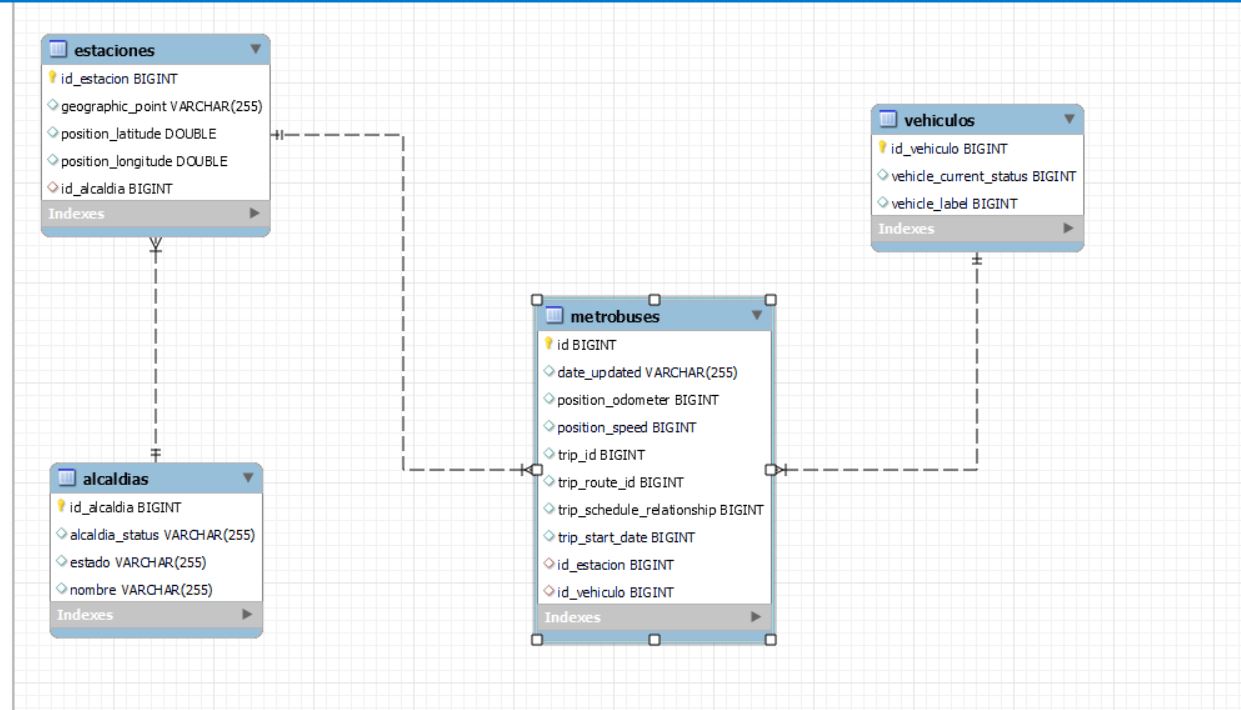 estaciones
id_estacion BIGINT
geographic_point VARCHAR(255)
position_latitude DOUBLE
position_longitude DOUBLE
id_alcaldia BIGINT
Indexes
vehiculos
id_vehiculo BIGINT
vehicle_current_status BIGINT
vehicle_label BIGINT
Indexes
metrobuses
id BIGINT
date_updated VARCHAR(255)
position_odometer BIGINT
position_speed BIGINT
trip_id BIGINT
trip_route_id BIGINT
trip_schedule_relationship BIGINT
trip_start_date BIGINT
id_estacion BIGINT
id_vehiculo BIGINT
Indexes
alcaldias
id_alcaldia BIGINT
alcaldia_status VARCHAR(255)
estado VARCHAR(255)
nombre VARCHAR(255)
Indexes